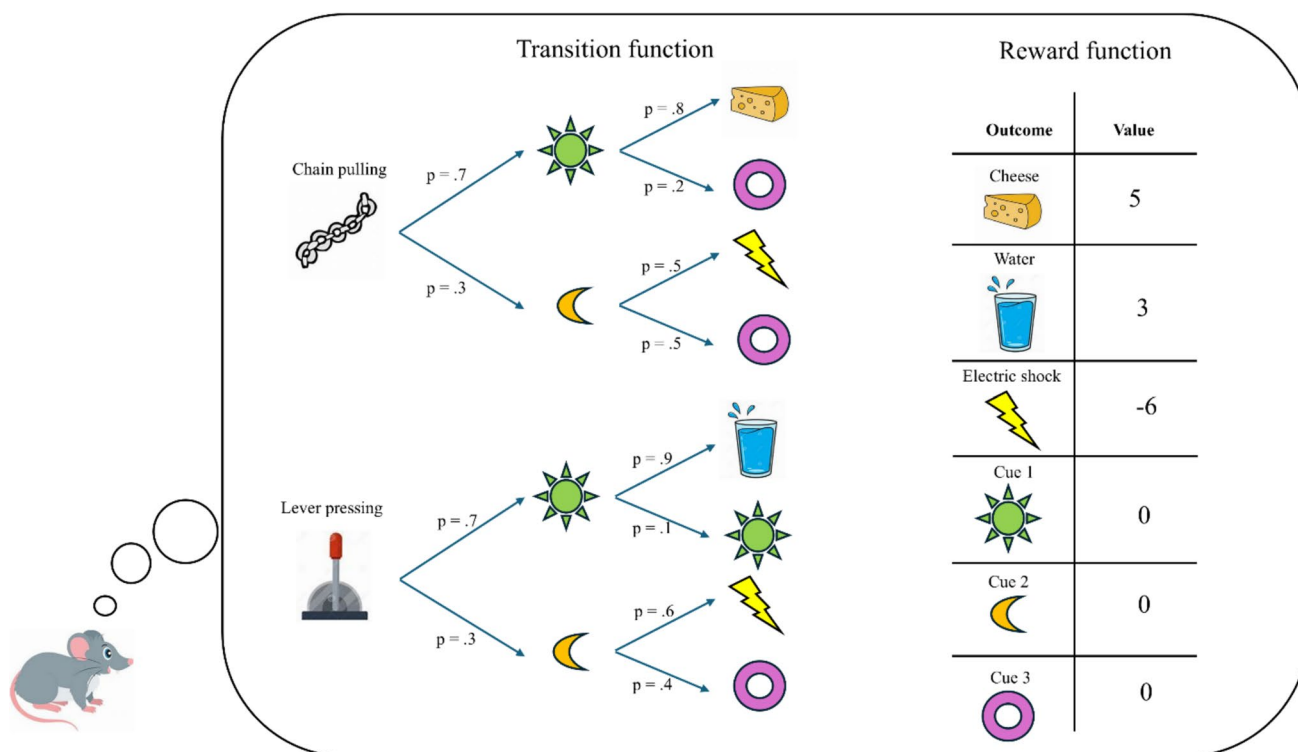 Transition function
Reward function
Chain pulling
p = .7
p = .3
p = .8
p = .2
p = .5
p = .5
Lever pressing
p = .7
p = .3
p = .9
p = .1
p = .6
p = .4
Outcome Value
Cheese
5
Water
3
Electric shock
-6
Cue 1
0
Cue 2
0
Cue 3
0